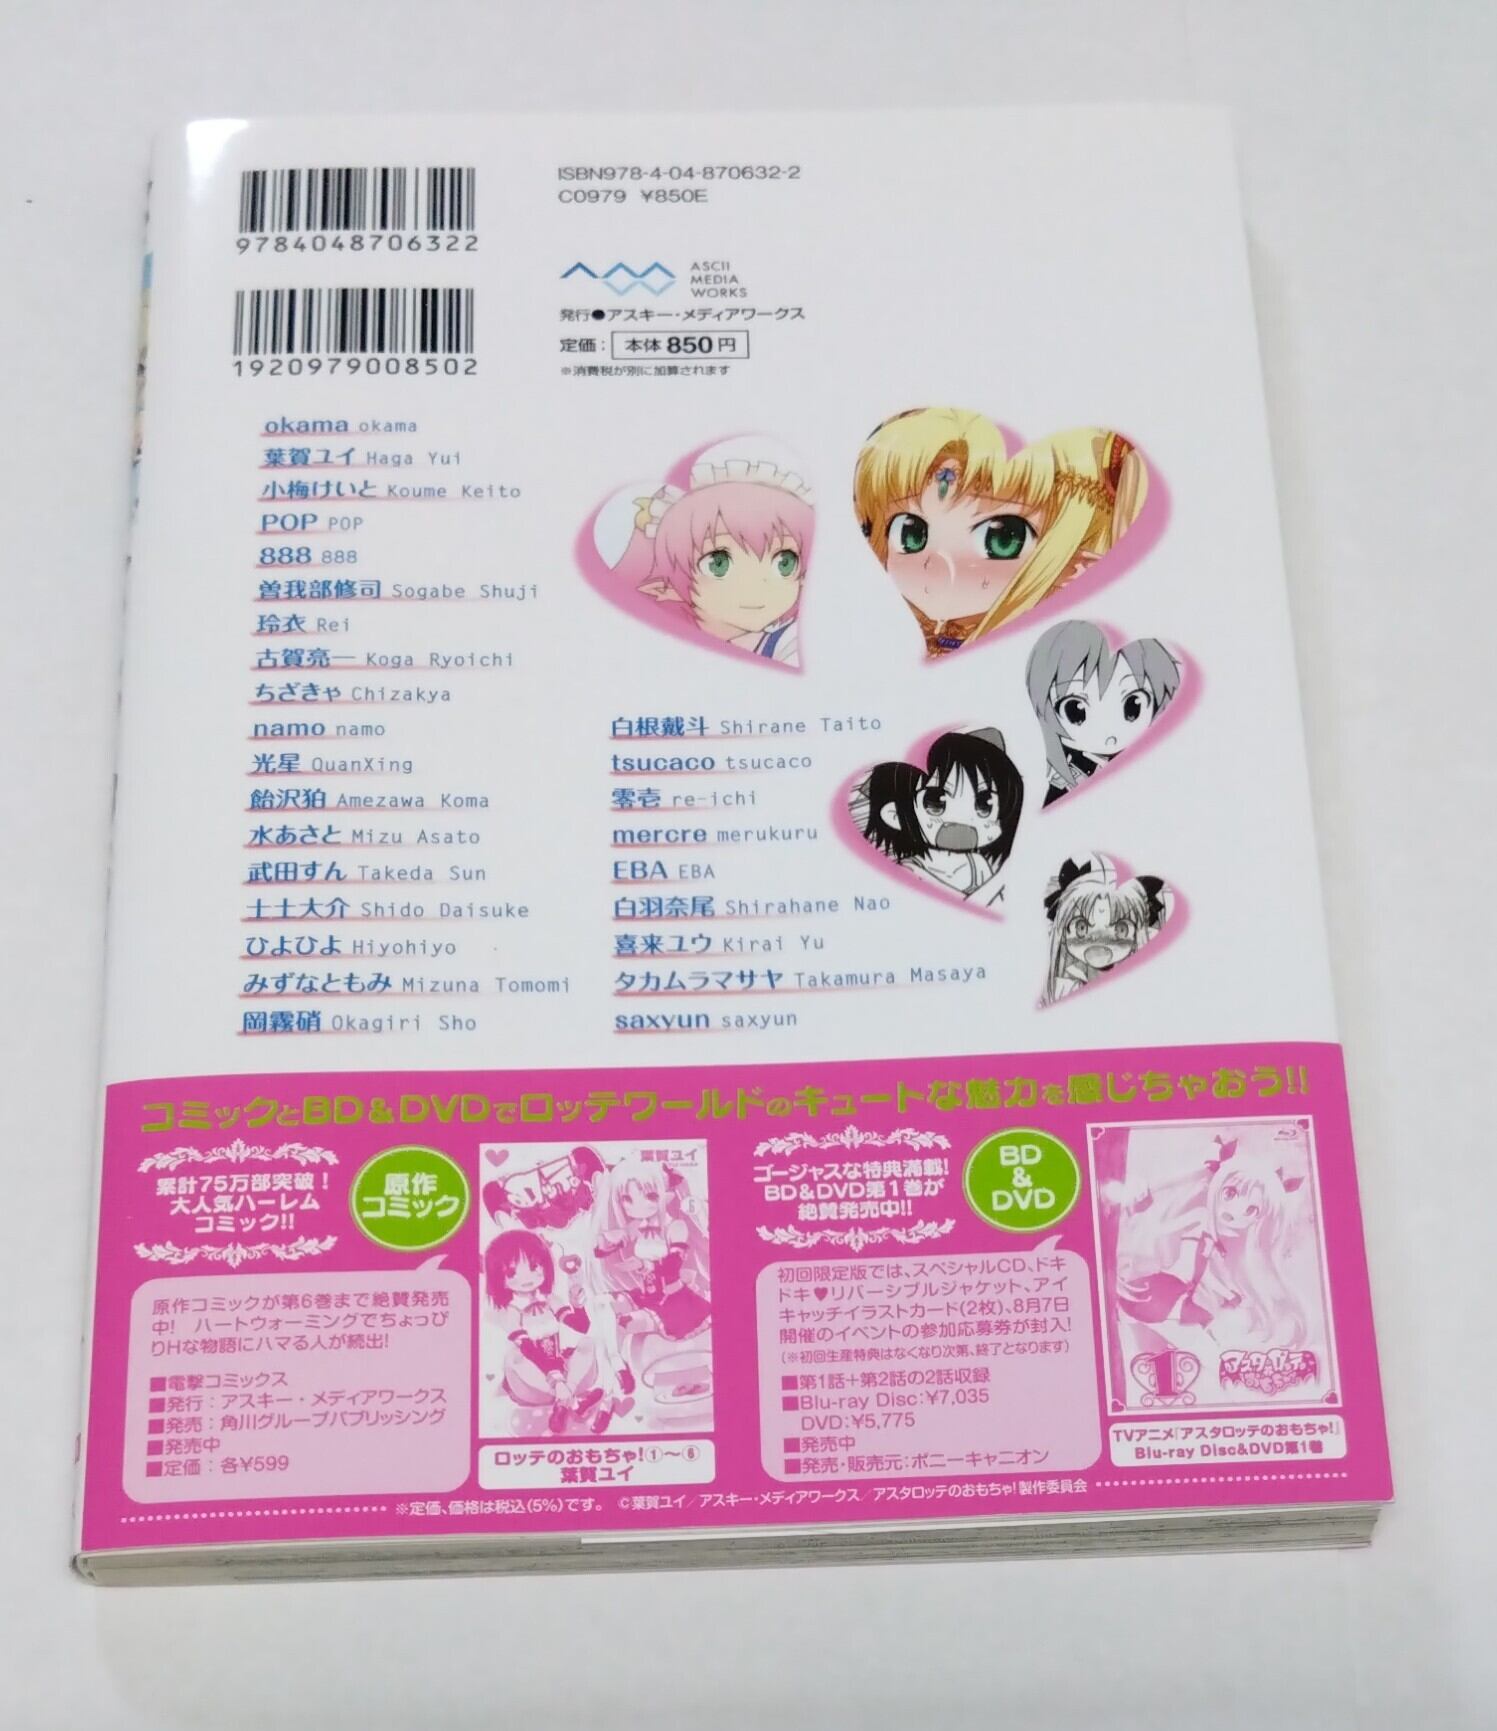 9784048706322
ISBN978-4-04-870632-2
C0979 ¥850E
1920979008502
ASCII
MEDIA
WORKS
発行●アスキー・メディアワークス
定価：本体850円
※消費税が別に加算されます
okama okama
葉賀ユイ Haga Yui
小梅けいと Koume Keito
POP POP
888 888
曽我部修司 Sogabe Shuji
玲衣 Rei
古賀亮一 Koga Ryoichi
ちざきゃ Chizakya
namo namo
光星 QuanXing
飴沢狛 Amezawa Koma
水あさと Mizu Asato
武田すん Takeda Sun
士土大介 Shido Daisuke
ひよひよ Hiyohiyo
みずなともみ Mizuna Tomomi
岡霧硝 Okagiri Sho
白根戴斗 Shirane Taito
tsucaco tsucaco
零壱 re-ichi
mercre merukuru
EBA EBA
白羽奈尾 Shirahane Nao
喜来ユウ Kirai Yu
タカムラマサヤ Takamura Masaya
saxyun saxyun
コミックとBD&DVDでロッテワールドのキュートな魅力を感じちゃおう!!
累計75万部突破！
大人気ハーレム
コミック!!
原作
コミック
原作コミックが第6巻まで絶賛発売
中!　ハートウォーミングでちょっぴ
りHな物語にハマる人が続出!
■電撃コミックス
■発行：アスキー・メディアワークス
■発売：角川グループパブリッシング
■発売中
■定価：各¥599
葉賀ユイ
ロッテのおもちゃ!①〜⑥
葉賀ユイ
ゴージャスな特典満載!
BD&DVD第1巻が
絶賛発売中!!
BD
&
DVD
初回限定版では、スペシャルCD、ドキ
ドキ♥リバーシブルジャケット、アイ
キャッチイラストカード(2枚)、8月7日
開催のイベントの参加応募券が封入!
(※初回生産特典はなくなり次第、終了となります)
■第1話+第2話の2話収録
■Blu-ray Disc:¥7,035
DVD:¥5,775
■発売中
■発売・販売元:ポニーキャニオン
1
アスタロッテの
おもちゃ!
TVアニメ『アスタロッテのおもちゃ!』
Blu-ray Disc&DVD第1巻
※定価、価格は税込(5%)です。 ©葉賀ユイ／アスキー・メディアワークス／アスタロッテのおもちゃ!製作委員会